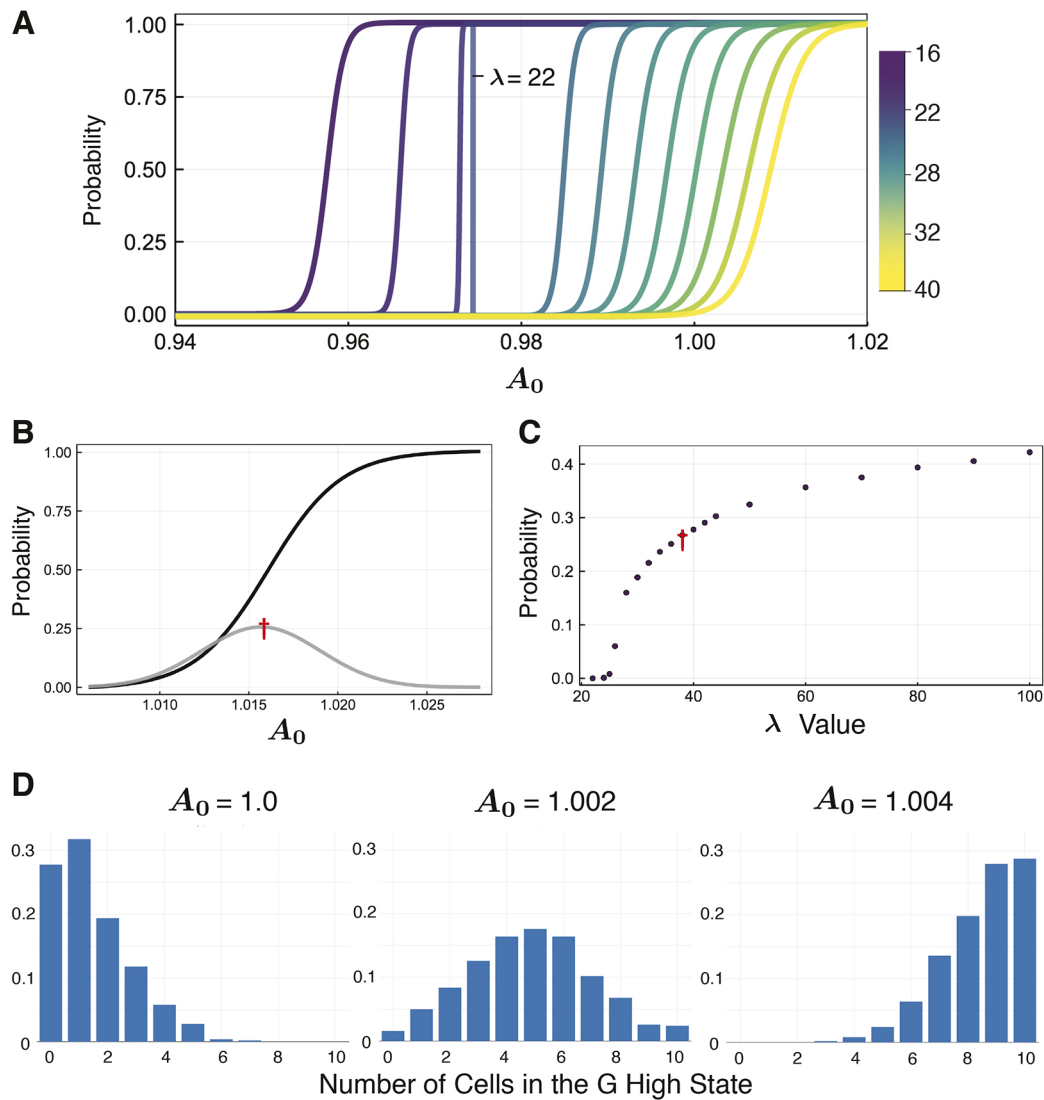 A
1.00
0.75
0.50
0.25
0.00
Probability
λ = 22
0.94 0.96 0.98 1.00 1.02
A0
16
22
28
32
40
B
1.00
0.75
0.50
0.25
0.00
Probability
1.010 1.015 1.020 1.025
A0
C
0.4
0.3
0.2
0.1
0.0
Probability
20 40 60 80 100
λ Value
D
A0 = 1.0
0.3
0.2
0.1
0
0 2 4 6 8 10
A0 = 1.002
0.3
0.2
0.1
0
0 2 4 6 8 10
A0 = 1.004
0.3
0.2
0.1
0
0 2 4 6 8 10
Number of Cells in the G High State